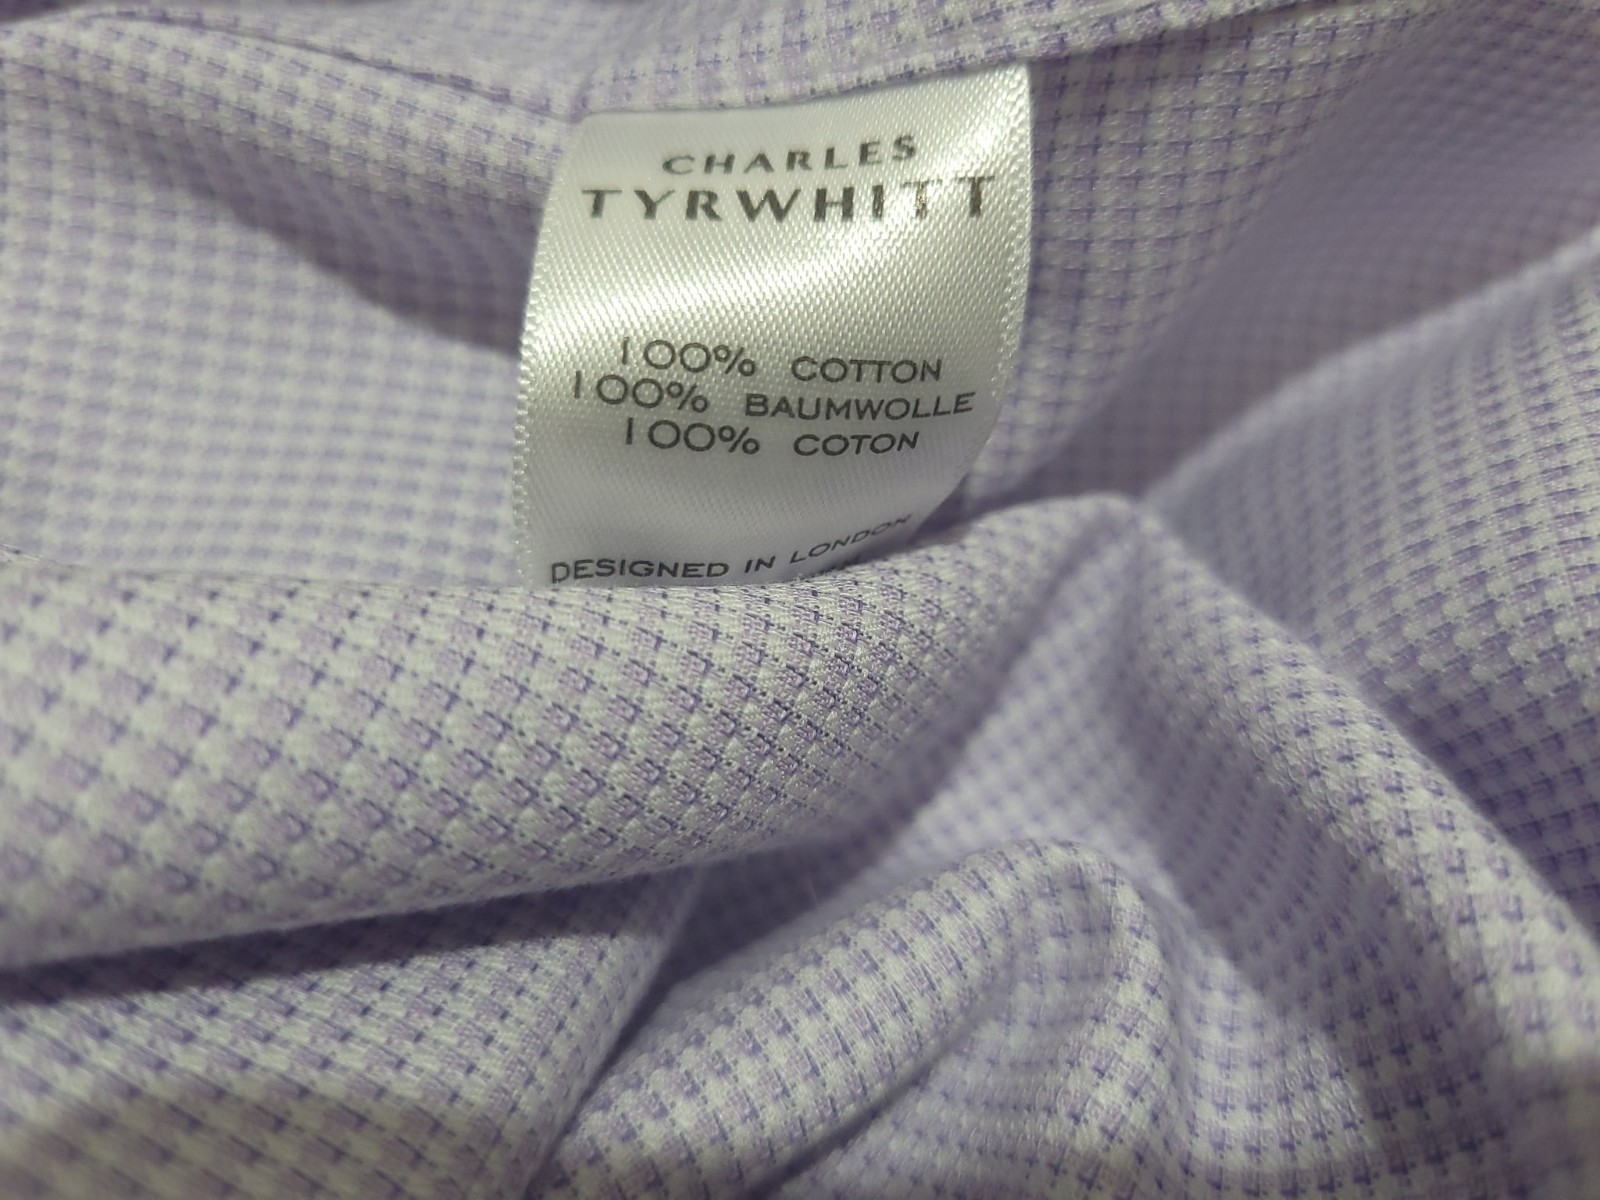 CHARLES
TYRWHITT
100% COTTON
100% BAUMWOLLE
100% COTON
DESIGNED IN LONDON